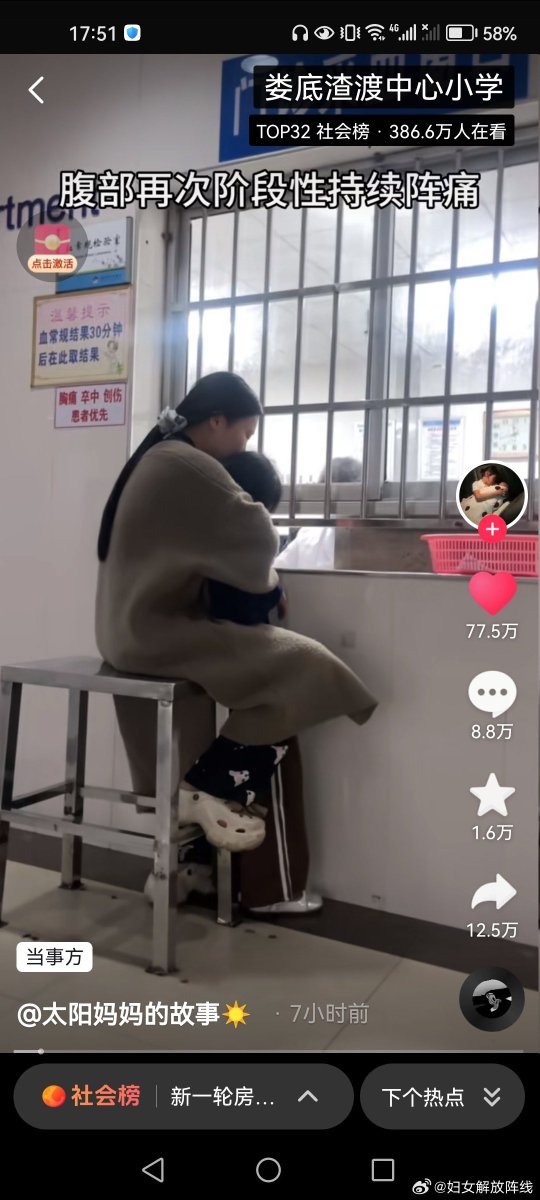 17:51
4G
58%
娄底渣渡中心小学
TOP32 社会榜 · 386.6万人在看
腹部再次阶段性持续阵痛
rtment
点击激活
温馨提示
血常规结果30分钟
后在此取结果
胸痛 卒中 创伤
患者优先
77.5万
8.8万
1.6万
12.5万
当事方
@太阳妈妈的故事 · 7小时前
社会榜 | 新一轮房...
下个热点
@妇女解放阵线